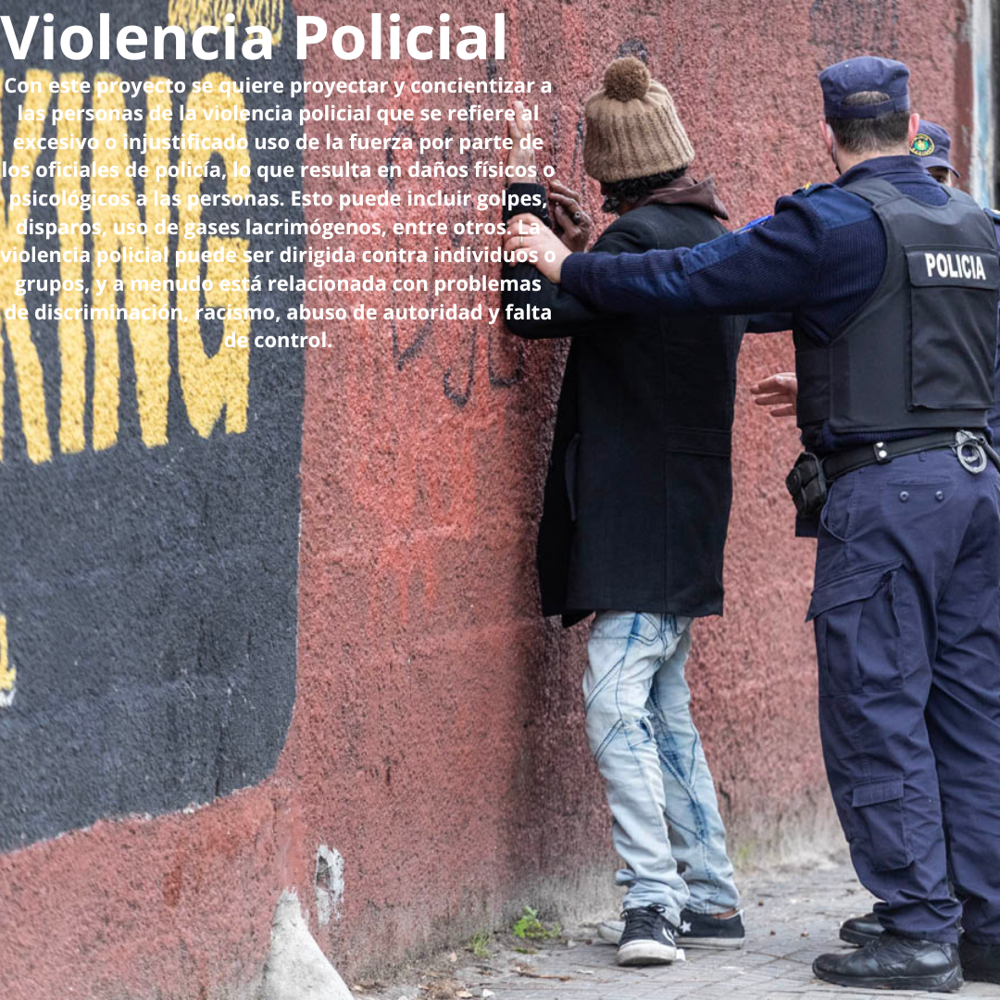 Violencia Policial
Con este proyecto se quiere proyectar y concientizar a
las personas de la violencia policial que se refiere al
excesivo o injustificado uso de la fuerza por parte de
los oficiales de policía, lo que resulta en daños físicos o
psicológicos a las personas. Esto puede incluir golpes,
disparos, uso de gases lacrimógenos, entre otros. La
violencia policial puede ser dirigida contra individuos o
grupos, y a menudo está relacionada con problemas
de discriminación, racismo, abuso de autoridad y falta
de control.
POLICIA
KING